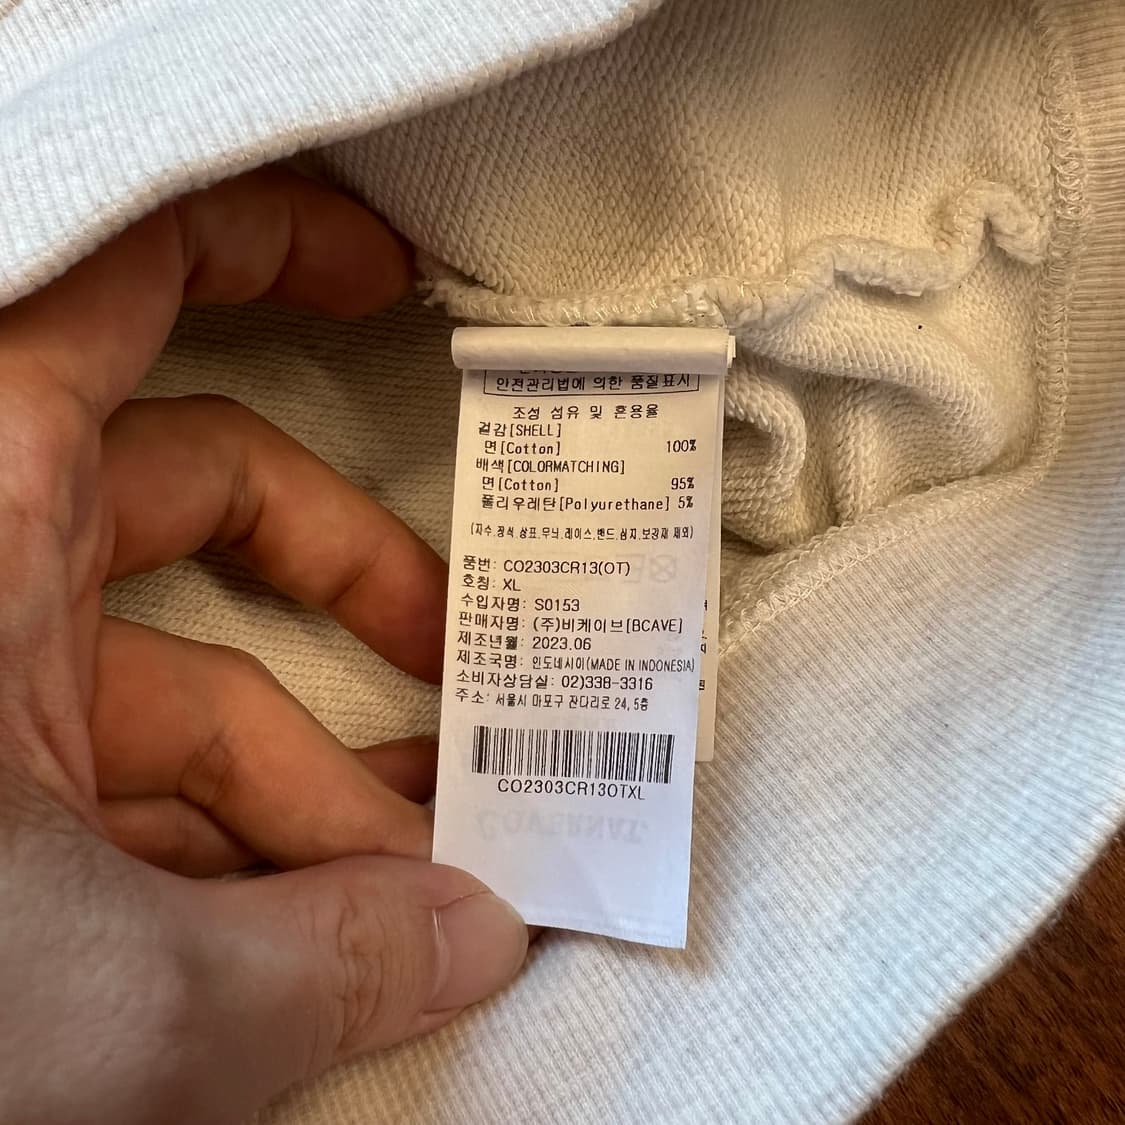 안전관리법에 의한 품질표시
조성 섬유 및 혼용율
겉감[SHELL]
면[Cotton] 100%
배색[COLORMATCHING]
면[Cotton] 95%
폴리우레탄[Polyurethane] 5%
(자수.장식.상표.무늬.레이스.밴드.심지.보강재 제외)
품번: CO2303CR13(OT)
호칭: XL
수입자명: S0153
판매자명: (주)비케이브[BCAVE]
제조년월: 2023.06
제조국명: 인도네시아(MADE IN INDONESIA)
소비자상담실: 02)338-3316
주소: 서울시 마포구 잔다리로 24, 5층
CO2303CR13OTXL
COVERNAT